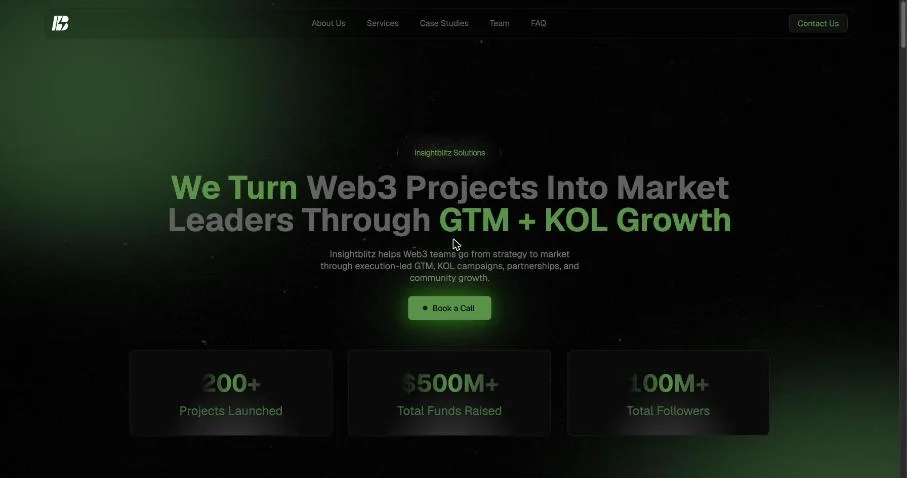 About Us Services Case Studies Team FAQ Contact Us
Insightblitz Solutions
We Turn Web3 Projects Into Market
Leaders Through GTM + KOL Growth
Insightblitz helps Web3 teams go from strategy to market
through execution-led GTM, KOL campaigns, partnerships, and
community growth.
Book a Call
200+ $500M+ 100M+
Projects Launched Total Funds Raised Total Followers